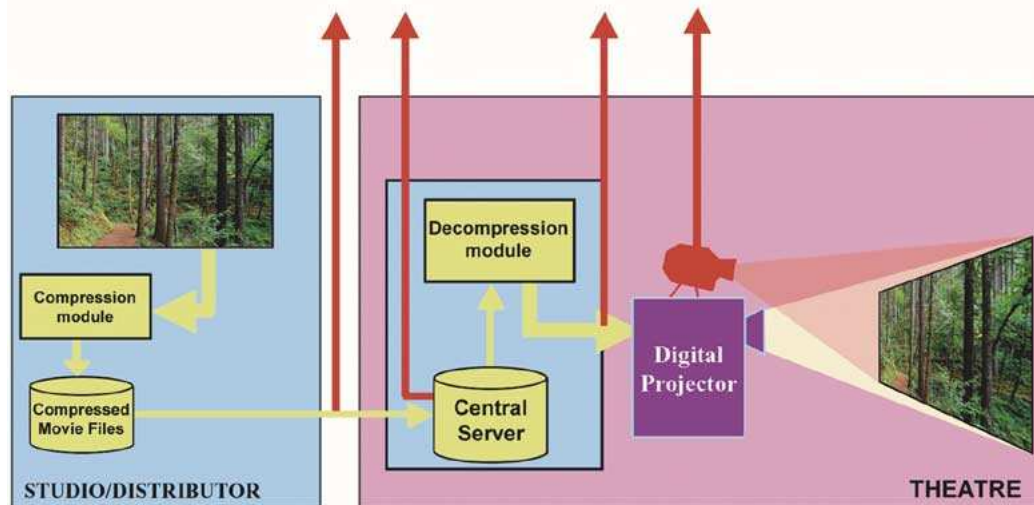 Compression
module
Compressed
Movie Files
STUDIO/DISTRIBUTOR
Decompression
module
Central
Server
Digital
Projector
THEATRE